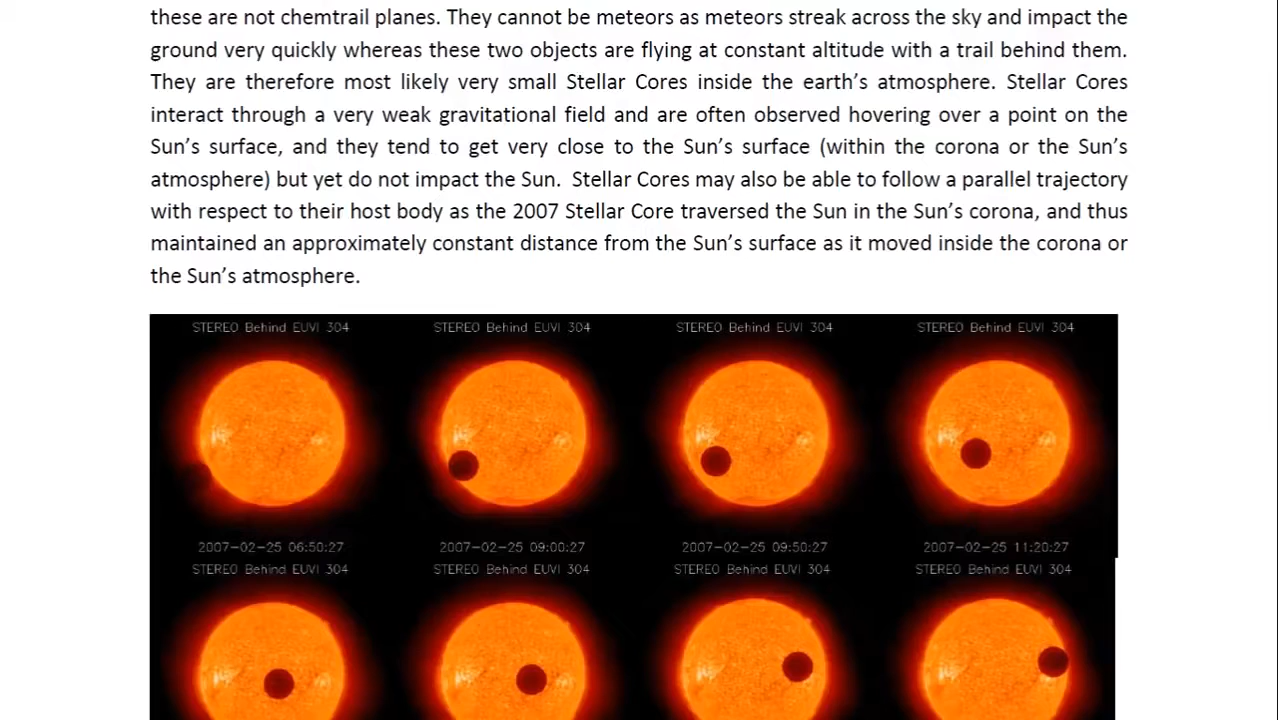 these are not chemtrail planes. They cannot be meteors as meteors streak across the sky and impact the
ground very quickly whereas these two objects are flying at constant altitude with a trail behind them.
They are therefore most likely very small Stellar Cores inside the earth’s atmosphere. Stellar Cores
interact through a very weak gravitational field and are often observed hovering over a point on the
Sun’s surface, and they tend to get very close to the Sun’s surface (within the corona or the Sun’s
atmosphere) but yet do not impact the Sun.  Stellar Cores may also be able to follow a parallel trajectory
with respect to their host body as the 2007 Stellar Core traversed the Sun in the Sun’s corona, and thus
maintained an approximately constant distance from the Sun’s surface as it moved inside the corona or
the Sun’s atmosphere.
STEREO Behind EUVI 304 STEREO Behind EUVI 304 STEREO Behind EUVI 304 STEREO Behind EUVI 304
2007-02-25 06:50:27 2007-02-25 09:00:27 2007-02-25 09:50:27 2007-02-25 11:20:27
STEREO Behind EUVI 304 STEREO Behind EUVI 304 STEREO Behind EUVI 304 STEREO Behind EUVI 304